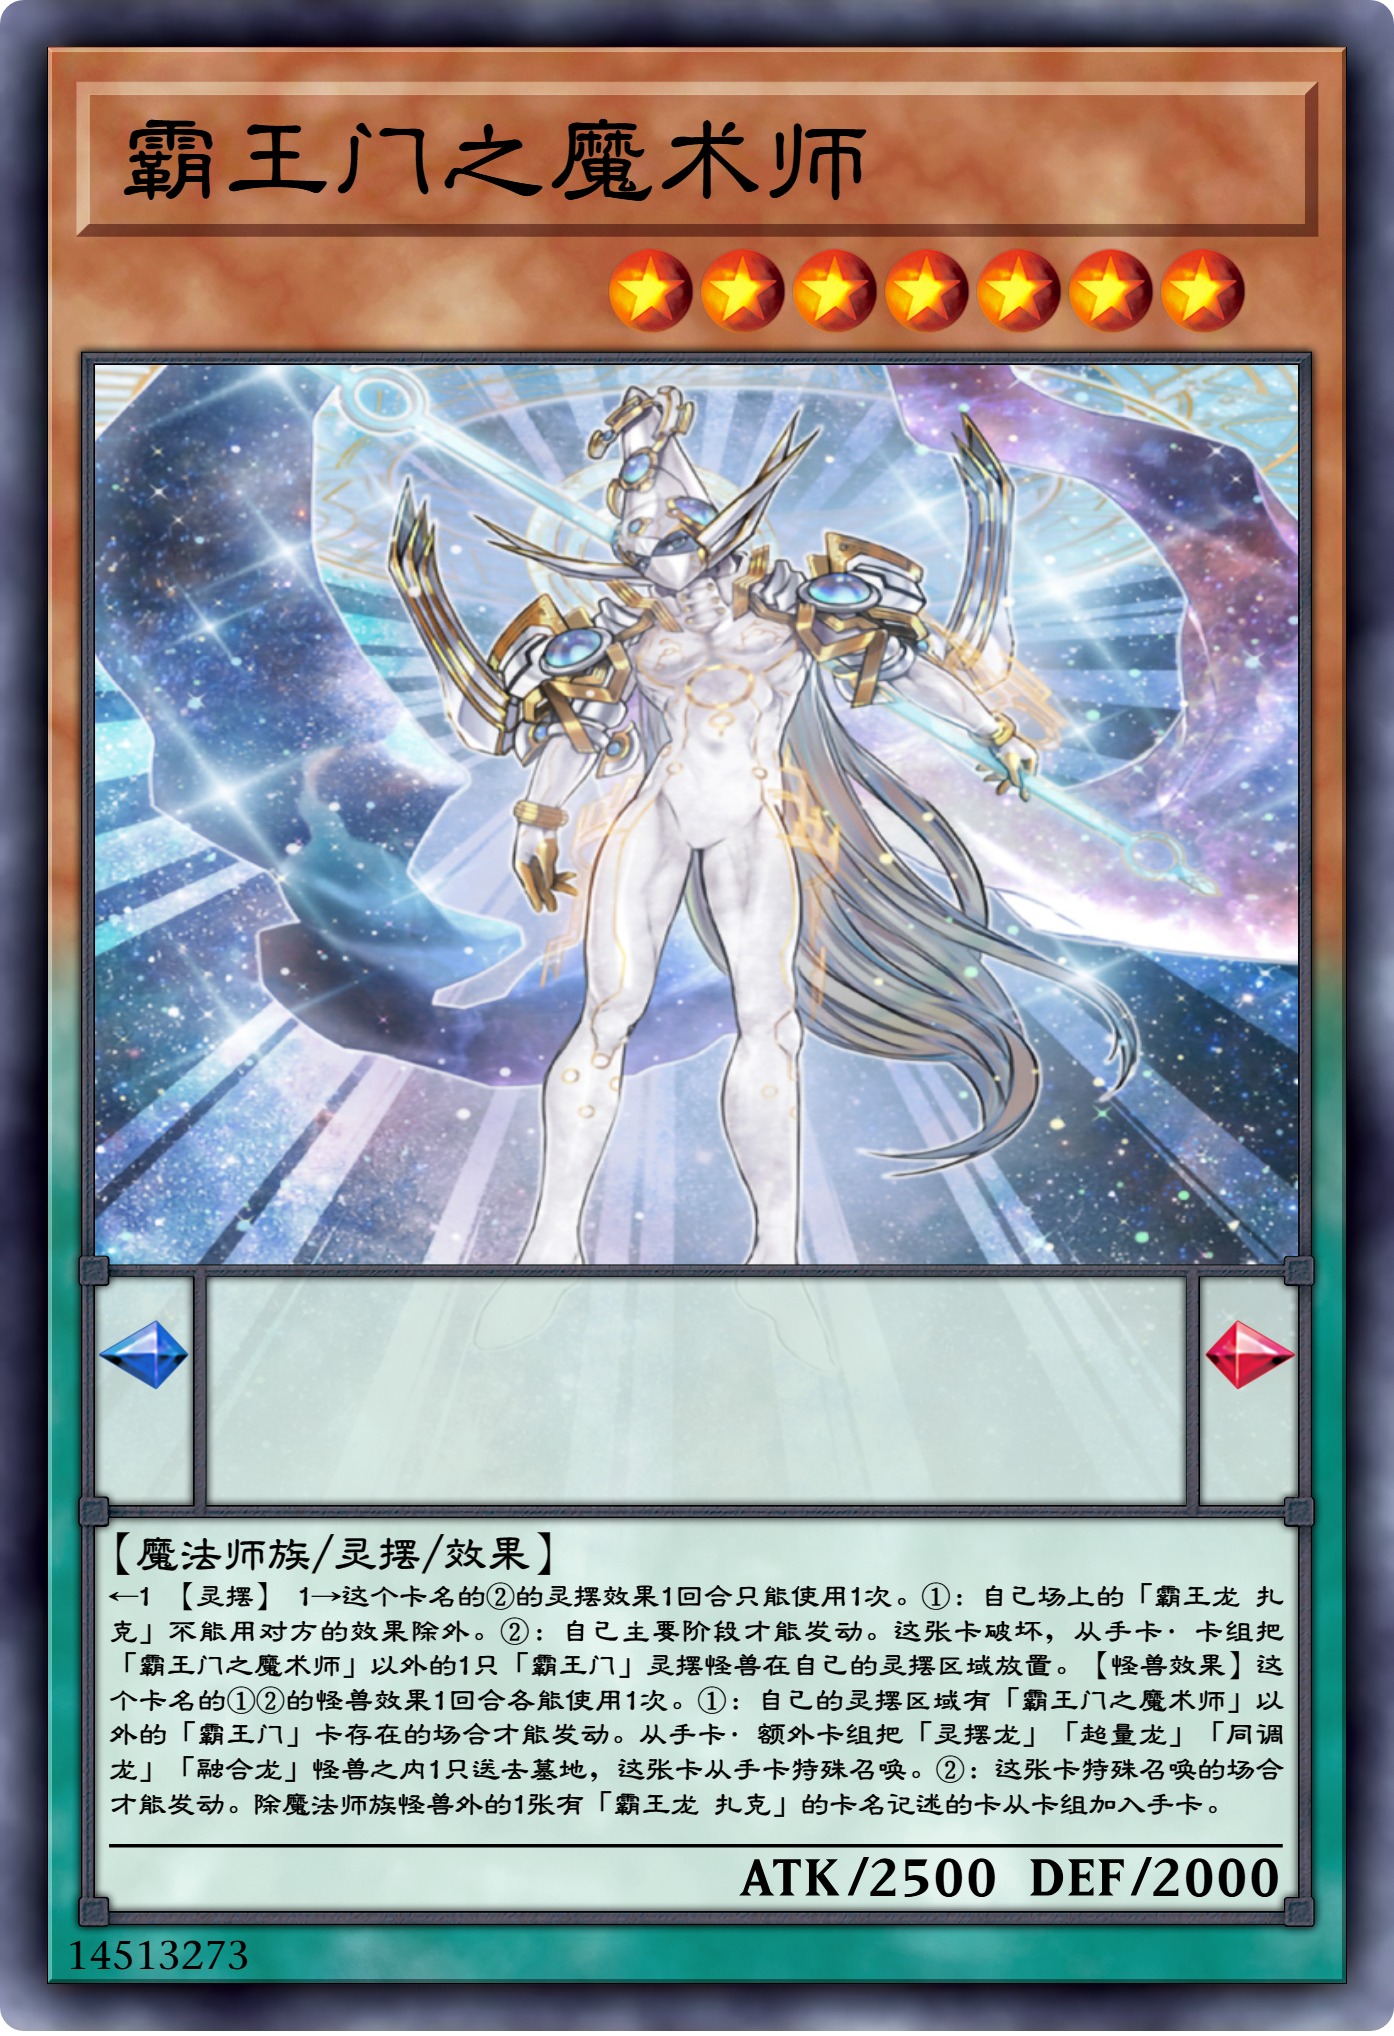 霸王门之魔术师
【魔法师族/灵摆/效果】
←1 【灵摆】 1→这个卡名的②的灵摆效果1回合只能使用1次。①：自己场上的「霸王龙 扎
克」不能用对方的效果除外。②：自己主要阶段才能发动。这张卡破坏，从手卡·卡组把
「霸王门之魔术师」以外的1只「霸王门」灵摆怪兽在自己的灵摆区域放置。【怪兽效果】这
个卡名的①②的怪兽效果1回合各能使用1次。①：自己的灵摆区域有「霸王门之魔术师」以
外的「霸王门」卡存在的场合才能发动。从手卡·额外卡组把「灵摆龙」「超量龙」「同调
龙」「融合龙」怪兽之内1只送去墓地，这张卡从手卡特殊召唤。②：这张卡特殊召唤的场合
才能发动。除魔法师族怪兽外的1张有「霸王龙 扎克」的卡名记述的卡从卡组加入手卡。
ATK/2500 DEF/2000
14513273